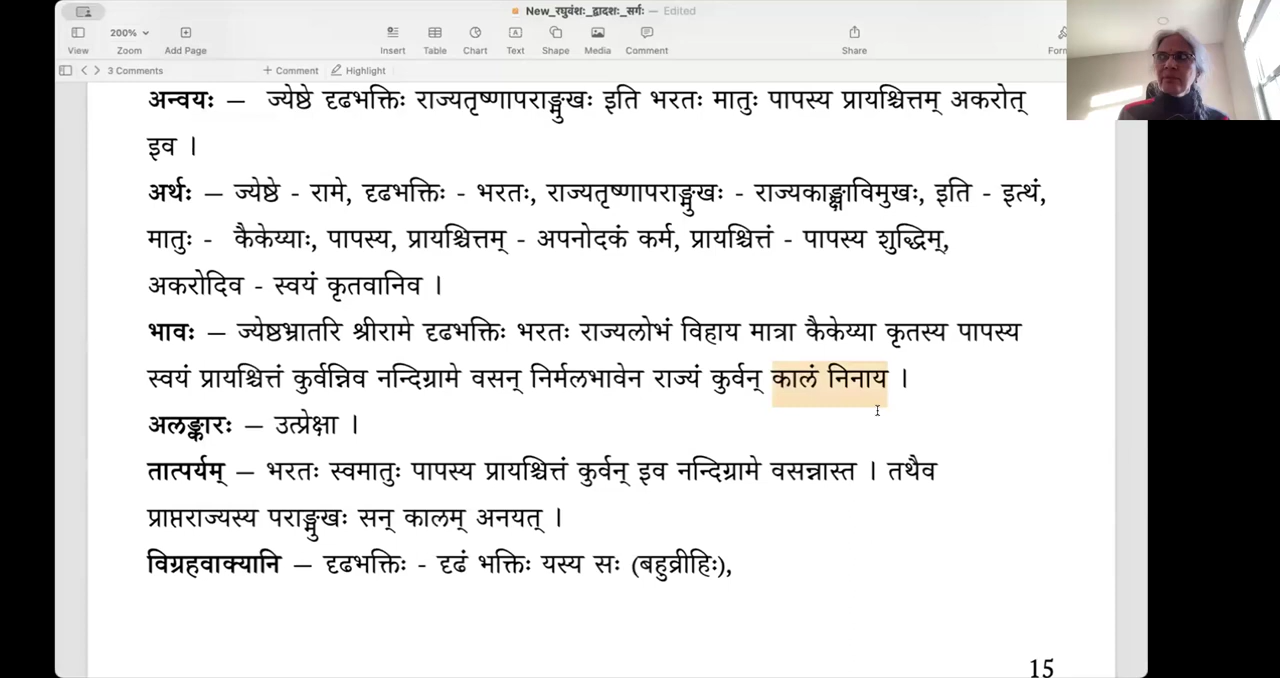 New_रघुवंशः_द्वादशः_सर्गः — Edited
200%
View Zoom Add Page Insert Table Chart Text Shape Media Comment Share
3 Comments + Comment Highlight
अन्वयः — ज्येष्ठे दृढभक्तिः राज्यतृष्णापराङ्मुखः इति भरतः मातुः पापस्य प्रायश्चित्तम् अकरोत्
इव ।
अर्थः — ज्येष्ठे - रामे, दृढभक्तिः - भरतः, राज्यतृष्णापराङ्मुखः - राज्यकाङ्क्षाविमुखः, इति - इत्थं,
मातुः - कैकेय्याः, पापस्य, प्रायश्चित्तम् - अपनोदकं कर्म, प्रायश्चित्तं - पापस्य शुद्धिम्,
अकरोदिव - स्वयं कृतवानिव ।
भावः — ज्येष्ठभ्रातरि श्रीरामे दृढभक्तिः भरतः राज्यलोभं विहाय मात्रा कैकेय्या कृतस्य पापस्य
स्वयं प्रायश्चित्तं कुर्वन्निव नन्दिग्रामे वसन् निर्मलभावेन राज्यं कुर्वन् कालं निनाय ।
अलङ्कारः — उत्प्रेक्षा ।
तात्पर्यम् — भरतः स्वमातुः पापस्य प्रायश्चित्तं कुर्वन् इव नन्दिग्रामे वसन्नास्त । तथैव
प्राप्तराज्यस्य पराङ्मुखः सन् कालम् अनयत् ।
विग्रहवाक्यानि — दृढभक्तिः - दृढं भक्तिः यस्य सः (बहुव्रीहिः),
15